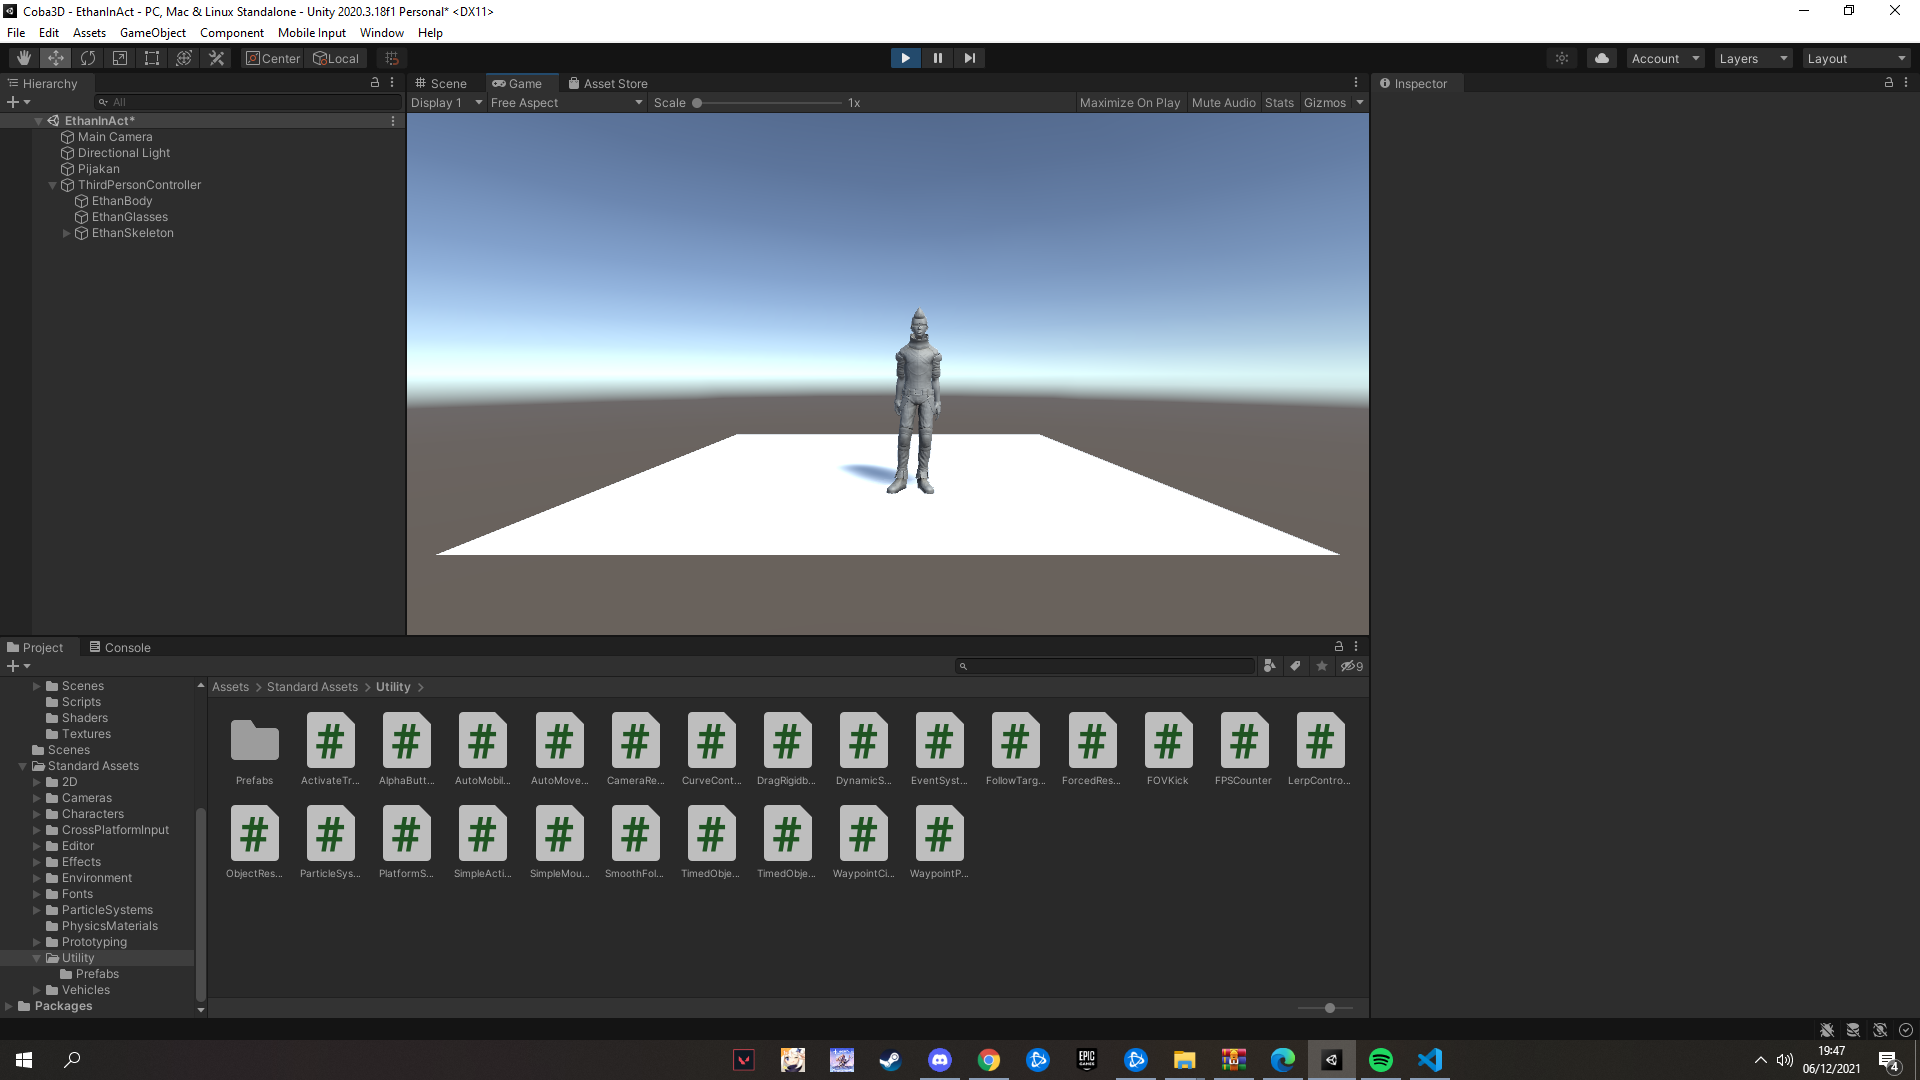 Coba3D - EthanInAct - PC, Mac & Linux Standalone - Unity 2020.3.18f1 Personal* <DX11>
File Edit Assets GameObject Component Mobile Input Window Help
Center Local Account Layers Layout
Hierarchy
All
EthanInAct*
Main Camera
Directional Light
Pijakan
ThirdPersonController
EthanBody
EthanGlasses
EthanSkeleton
Scene Game Asset Store
Display 1 Free Aspect Scale 1x Maximize On Play Mute Audio Stats Gizmos
Inspector
Project Console
9
Scenes
Scripts
Shaders
Textures
Scenes
Standard Assets
2D
Cameras
Characters
CrossPlatformInput
Editor
Effects
Environment
Fonts
ParticleSystems
PhysicsMaterials
Prototyping
Utility
Prefabs
Vehicles
Packages
Assets > Standard Assets > Utility >
Prefabs ActivateTr... AlphaButt... AutoMobil... AutoMove... CameraRe... CurveCont... DragRigidb... DynamicS... EventSyst... FollowTarg... ForcedRes... FOVKick FPSCounter LerpContro...
ObjectRes... ParticleSys... PlatformS... SimpleActi... SimpleMou... SmoothFol... TimedObje... TimedObje... WaypointCi... WaypointP...
EPIC GAMES
19:47
06/12/2021
4